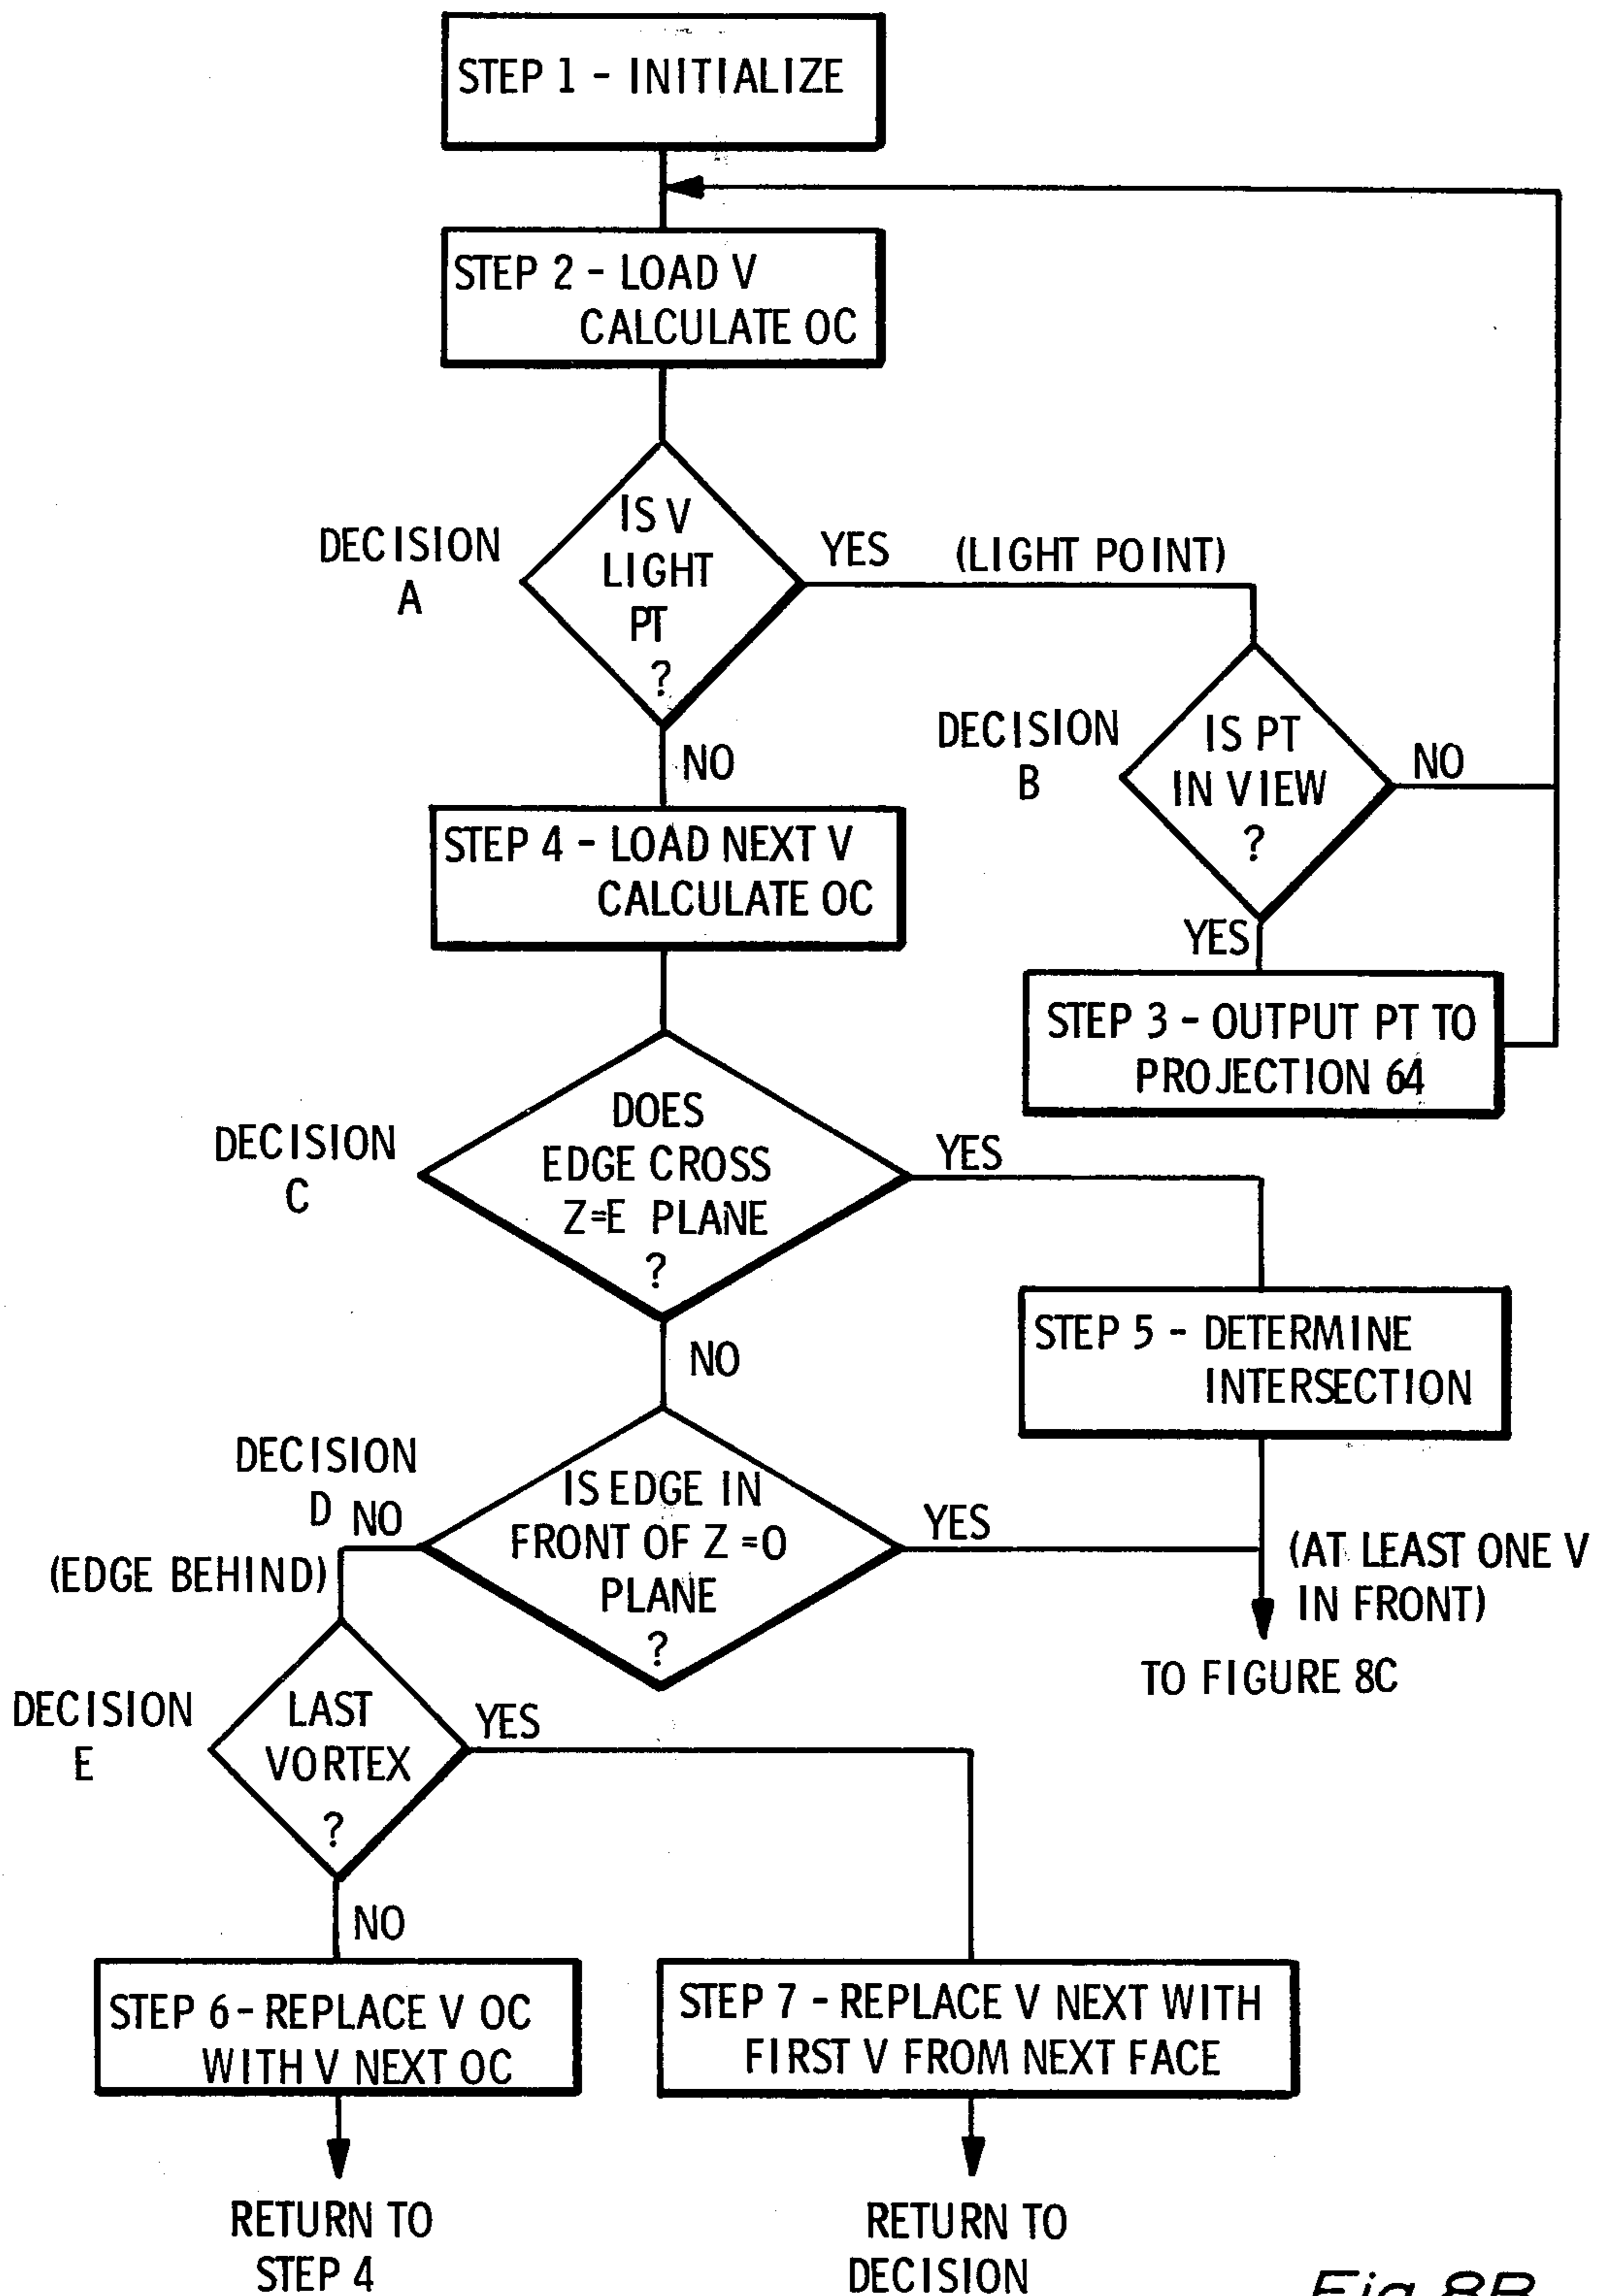 STEP 1 - INITIALIZE
STEP 2 - LOAD V
CALCULATE OC
DECISION
A
IS V
LIGHT
PT
?
YES (LIGHT POINT)
NO
DECISION
B
IS PT
IN VIEW
?
NO
YES
STEP 3 - OUTPUT PT TO
PROJECTION 64
STEP 4 - LOAD NEXT V
CALCULATE OC
DECISION
C
DOES
EDGE CROSS
Z=E PLANE
?
YES
NO
STEP 5 - DETERMINE
INTERSECTION
DECISION
D
IS EDGE IN
FRONT OF Z =0
PLANE
?
YES
NO
(EDGE BEHIND)
(AT LEAST ONE V
IN FRONT)
TO FIGURE 8C
DECISION
E
LAST
VORTEX
?
YES
NO
STEP 6 - REPLACE V OC
WITH V NEXT OC
STEP 7 - REPLACE V NEXT WITH
FIRST V FROM NEXT FACE
RETURN TO
STEP 4
RETURN TO
DECISION
Fig 8B